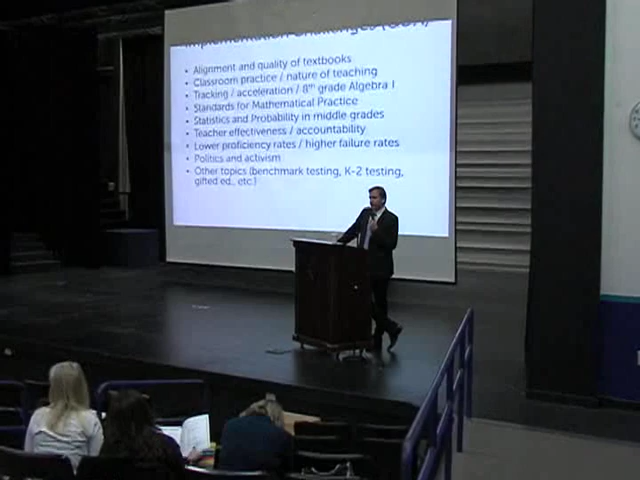 Implementation Challenges
• Alignment and quality of textbooks
• Classroom practice / nature of teaching
• Tracking / acceleration / 8th grade Algebra I
• Standards for Mathematical Practice
• Statistics and Probability in middle grades
• Teacher effectiveness / accountability
• Lower proficiency rates / higher failure rates
• Politics and activism
• Other topics (benchmark testing, K-2 testing,
gifted ed., etc.)